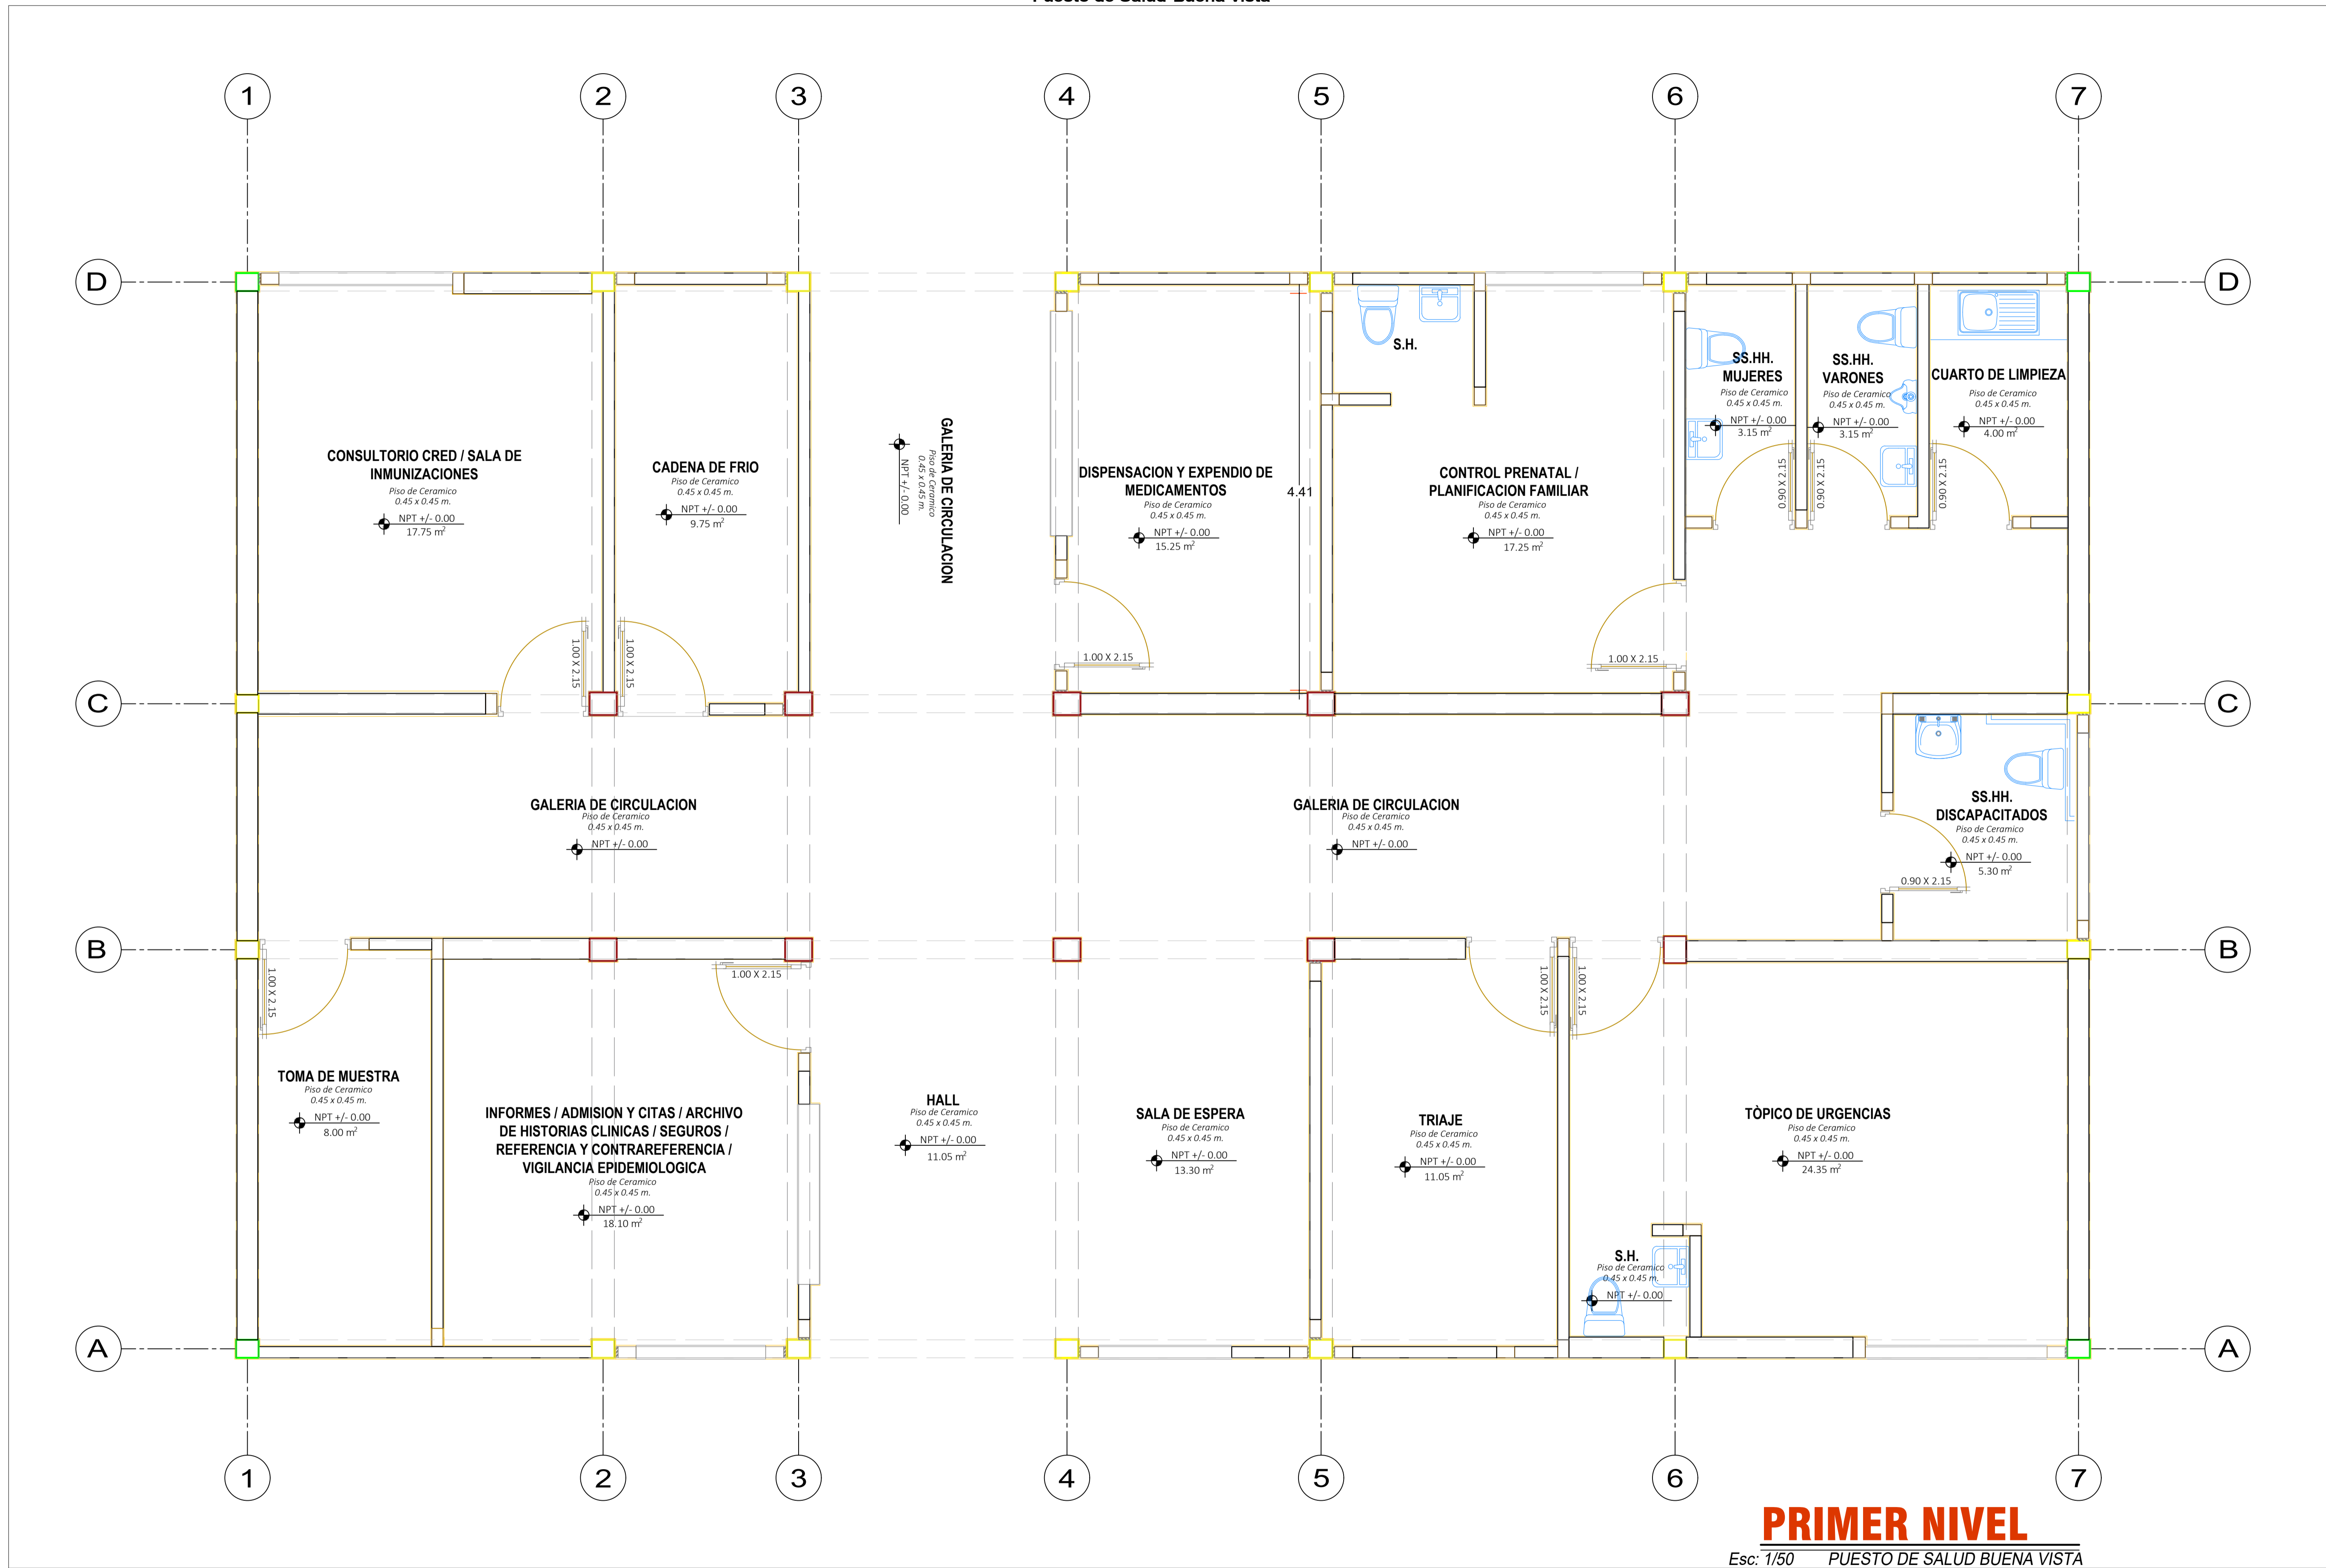 Puesto de Salud Buena Vista
1 2 3 4 5 6 7
D D
S.H.
SS.HH.
MUJERES
Piso de Ceramico
0.45 x 0.45 m.
NPT +/- 0.00
3.15 m²
SS.HH.
VARONES
Piso de Ceramico
0.45 x 0.45 m.
NPT +/- 0.00
3.15 m²
CUARTO DE LIMPIEZA
Piso de Ceramico
0.45 x 0.45 m.
NPT +/- 0.00
4.00 m²
0.90 X 2.15
0.90 X 2.15
0.90 X 2.15
CONSULTORIO CRED / SALA DE
INMUNIZACIONES
Piso de Ceramico
0.45 x 0.45 m.
NPT +/- 0.00
17.75 m²
CADENA DE FRIO
Piso de Ceramico
0.45 x 0.45 m.
NPT +/- 0.00
9.75 m²
GALERIA DE CIRCULACION
Piso de Ceramico
0.45 x 0.45 m.
NPT +/- 0.00
DISPENSACION Y EXPENDIO DE
MEDICAMENTOS
Piso de Ceramico
0.45 x 0.45 m.
NPT +/- 0.00
15.25 m²
4.41
CONTROL PRENATAL /
PLANIFICACION FAMILIAR
Piso de Ceramico
0.45 x 0.45 m.
NPT +/- 0.00
17.25 m²
1.00 X 2.15
1.00 X 2.15
1.00 X 2.15
1.00 X 2.15
C C
GALERIA DE CIRCULACION
Piso de Ceramico
0.45 x 0.45 m.
NPT +/- 0.00
GALERIA DE CIRCULACION
Piso de Ceramico
0.45 x 0.45 m.
NPT +/- 0.00
SS.HH.
DISCAPACITADOS
Piso de Ceramico
0.45 x 0.45 m.
NPT +/- 0.00
5.30 m²
0.90 X 2.15
B B
1.00 X 2.15
1.00 X 2.15
1.00 X 2.15
1.00 X 2.15
TOMA DE MUESTRA
Piso de Ceramico
0.45 x 0.45 m.
NPT +/- 0.00
8.00 m²
INFORMES / ADMISION Y CITAS / ARCHIVO
DE HISTORIAS CLINICAS / SEGUROS /
REFERENCIA Y CONTRAREFERENCIA /
VIGILANCIA EPIDEMIOLOGICA
Piso de Ceramico
0.45 x 0.45 m.
NPT +/- 0.00
18.10 m²
HALL
Piso de Ceramico
0.45 x 0.45 m.
NPT +/- 0.00
11.05 m²
SALA DE ESPERA
Piso de Ceramico
0.45 x 0.45 m.
NPT +/- 0.00
13.30 m²
TRIAJE
Piso de Ceramico
0.45 x 0.45 m.
NPT +/- 0.00
11.05 m²
TÒPICO DE URGENCIAS
Piso de Ceramico
0.45 x 0.45 m.
NPT +/- 0.00
24.35 m²
S.H.
Piso de Ceramico
0.45 x 0.45 m.
NPT +/- 0.00
A A
1 2 3 4 5 6 7
PRIMER NIVEL
Esc: 1/50 PUESTO DE SALUD BUENA VISTA